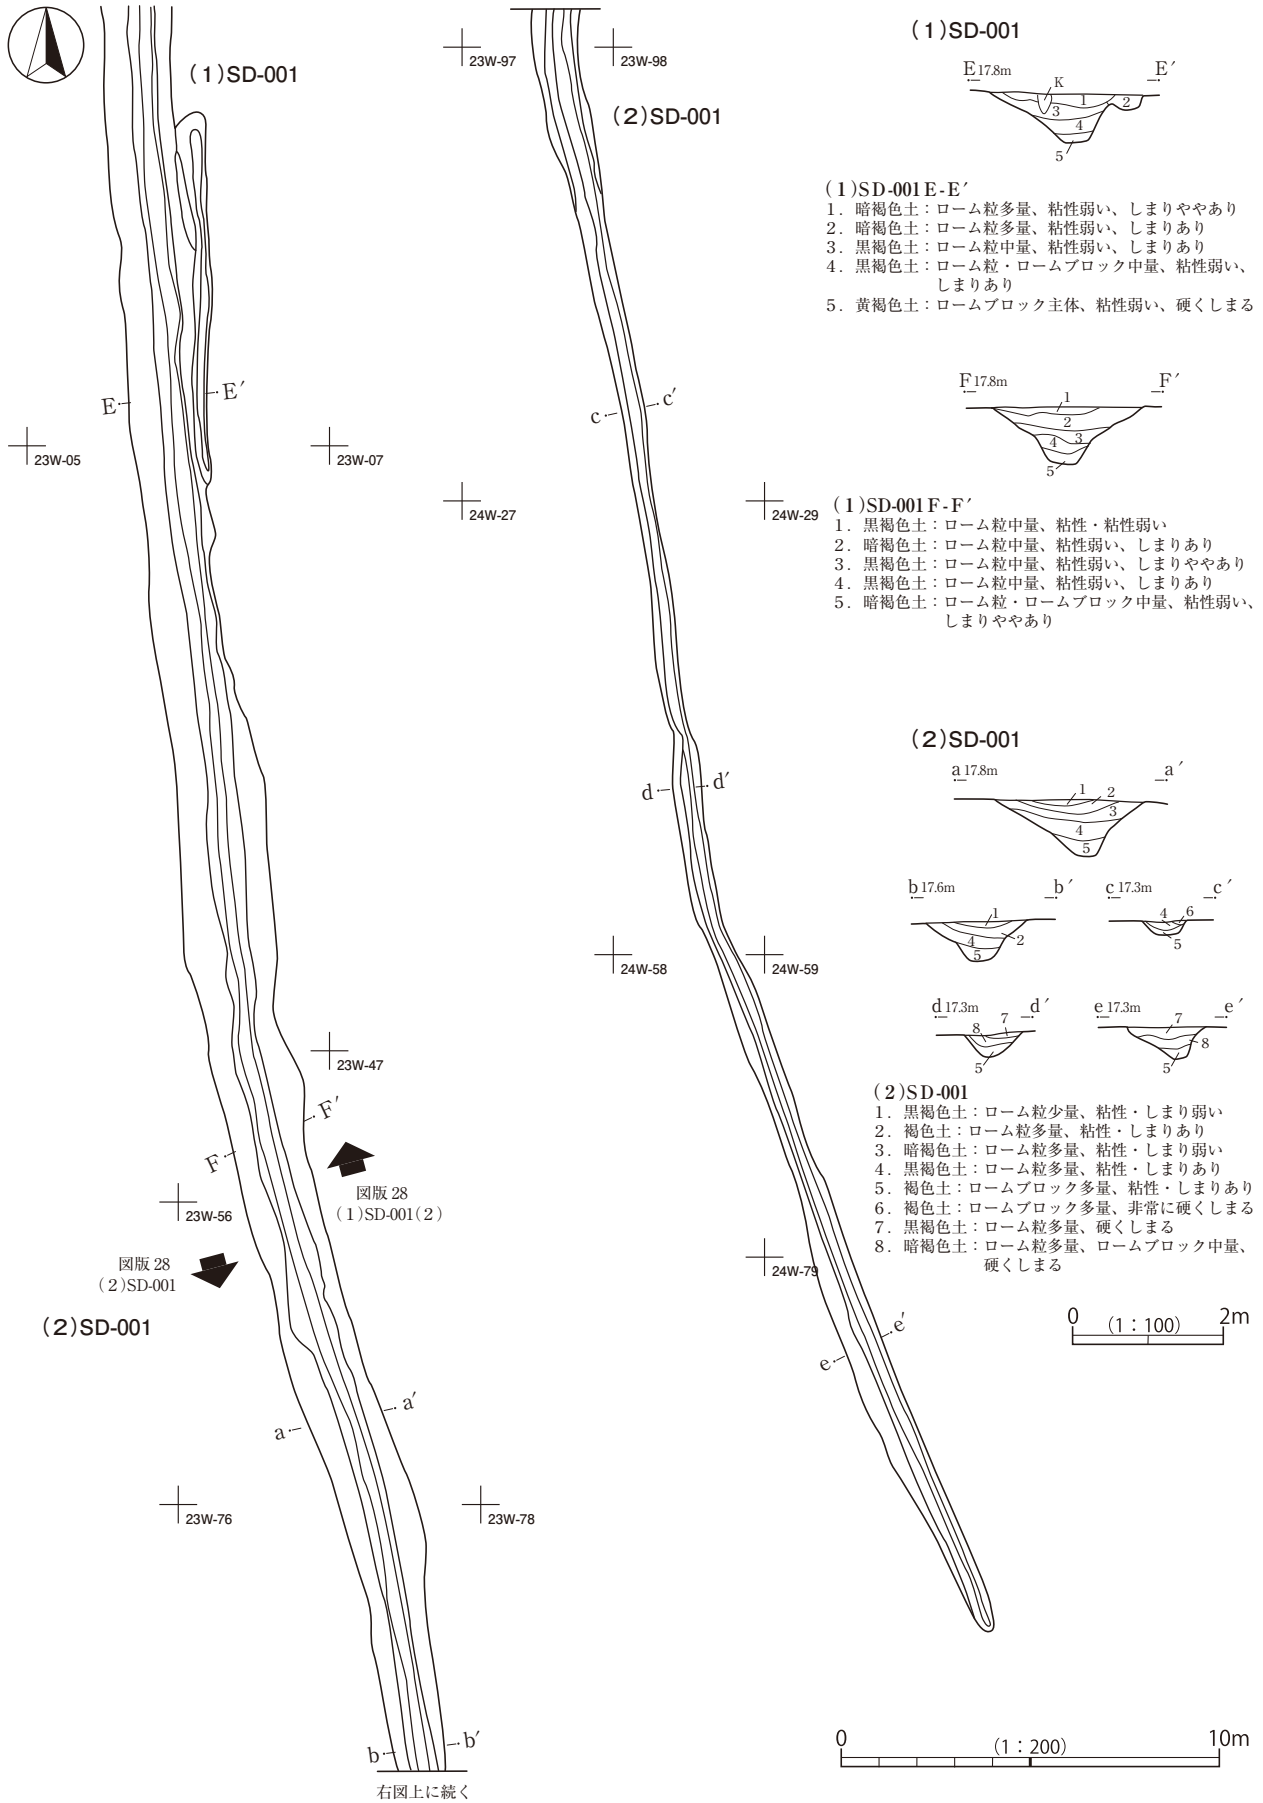 (1)SD-001
E
E′
23W-05
23W-07
23W-47
F
F′
23W-56
図版 28
(1)SD-001(2)
図版 28
(2)SD-001
(2)SD-001
a
a′
23W-76
23W-78
b
b′
右図上に続く
23W-97
23W-98
(2)SD-001
c
c′
24W-27
24W-29
d
d′
24W-58
24W-59
24W-79
e
e′
(1)SD-001
E 17.8m
E′
K
1
2
3
4
5
(1)SD-001 E-E′
1．暗褐色土：ローム粒多量、粘性弱い、しまりややあり
2．暗褐色土：ローム粒多量、粘性弱い、しまりあり
3．黒褐色土：ローム粒中量、粘性弱い、しまりあり
4．黒褐色土：ローム粒・ロームブロック中量、粘性弱い、
しまりあり
5．黄褐色土：ロームブロック主体、粘性弱い、硬くしまる
F 17.8m
F′
1
2
4
3
5
(1)SD-001 F-F′
1．黒褐色土：ローム粒中量、粘性・粘性弱い
2．暗褐色土：ローム粒中量、粘性弱い、しまりあり
3．黒褐色土：ローム粒中量、粘性弱い、しまりややあり
4．黒褐色土：ローム粒中量、粘性弱い、しまりあり
5．暗褐色土：ローム粒・ロームブロック中量、粘性弱い、
しまりややあり
(2)SD-001
a 17.8m
a′
1
2
3
4
5
b 17.6m
b′
1
2
4
5
c 17.3m
c′
4
6
5
d 17.3m
d′
8
7
5
e 17.3m
e′
7
8
5
(2)SD-001
1．黒褐色土：ローム粒少量、粘性・しまり弱い
2．褐色土：ローム粒多量、粘性・しまりあり
3．暗褐色土：ローム粒多量、粘性・しまり弱い
4．黒褐色土：ローム粒多量、粘性・しまりあり
5．褐色土：ロームブロック多量、粘性・しまりあり
6．褐色土：ロームブロック多量、非常に硬くしまる
7．黒褐色土：ローム粒多量、硬くしまる
8．暗褐色土：ローム粒多量、ロームブロック中量、
硬くしまる
0 (1：100) 2m
0 (1：200) 10m